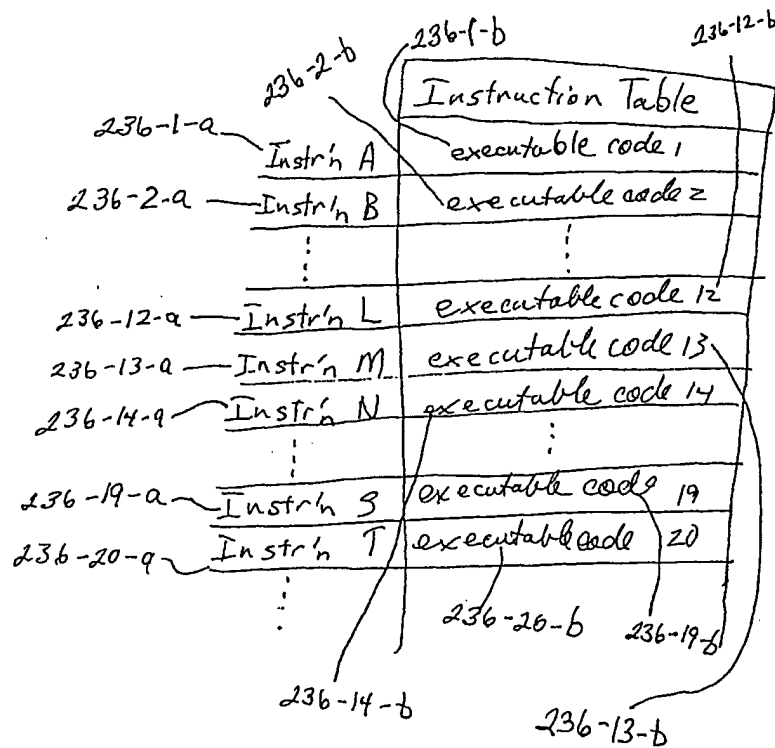 236-1-b
236-12-b
236-2-b
Instruction Table
236-1-a
Instr'n A executable code 1
236-2-a Instr'n B executable code 2
236-12-a Instr'n L executable code 12
236-13-a Instr'n M executable code 13
236-14-a Instr'n N executable code 14
236-19-a Instr'n S executable code 19
236-20-a Instr'n T executable code 20
236-20-b 236-19-b
236-14-b
236-13-b